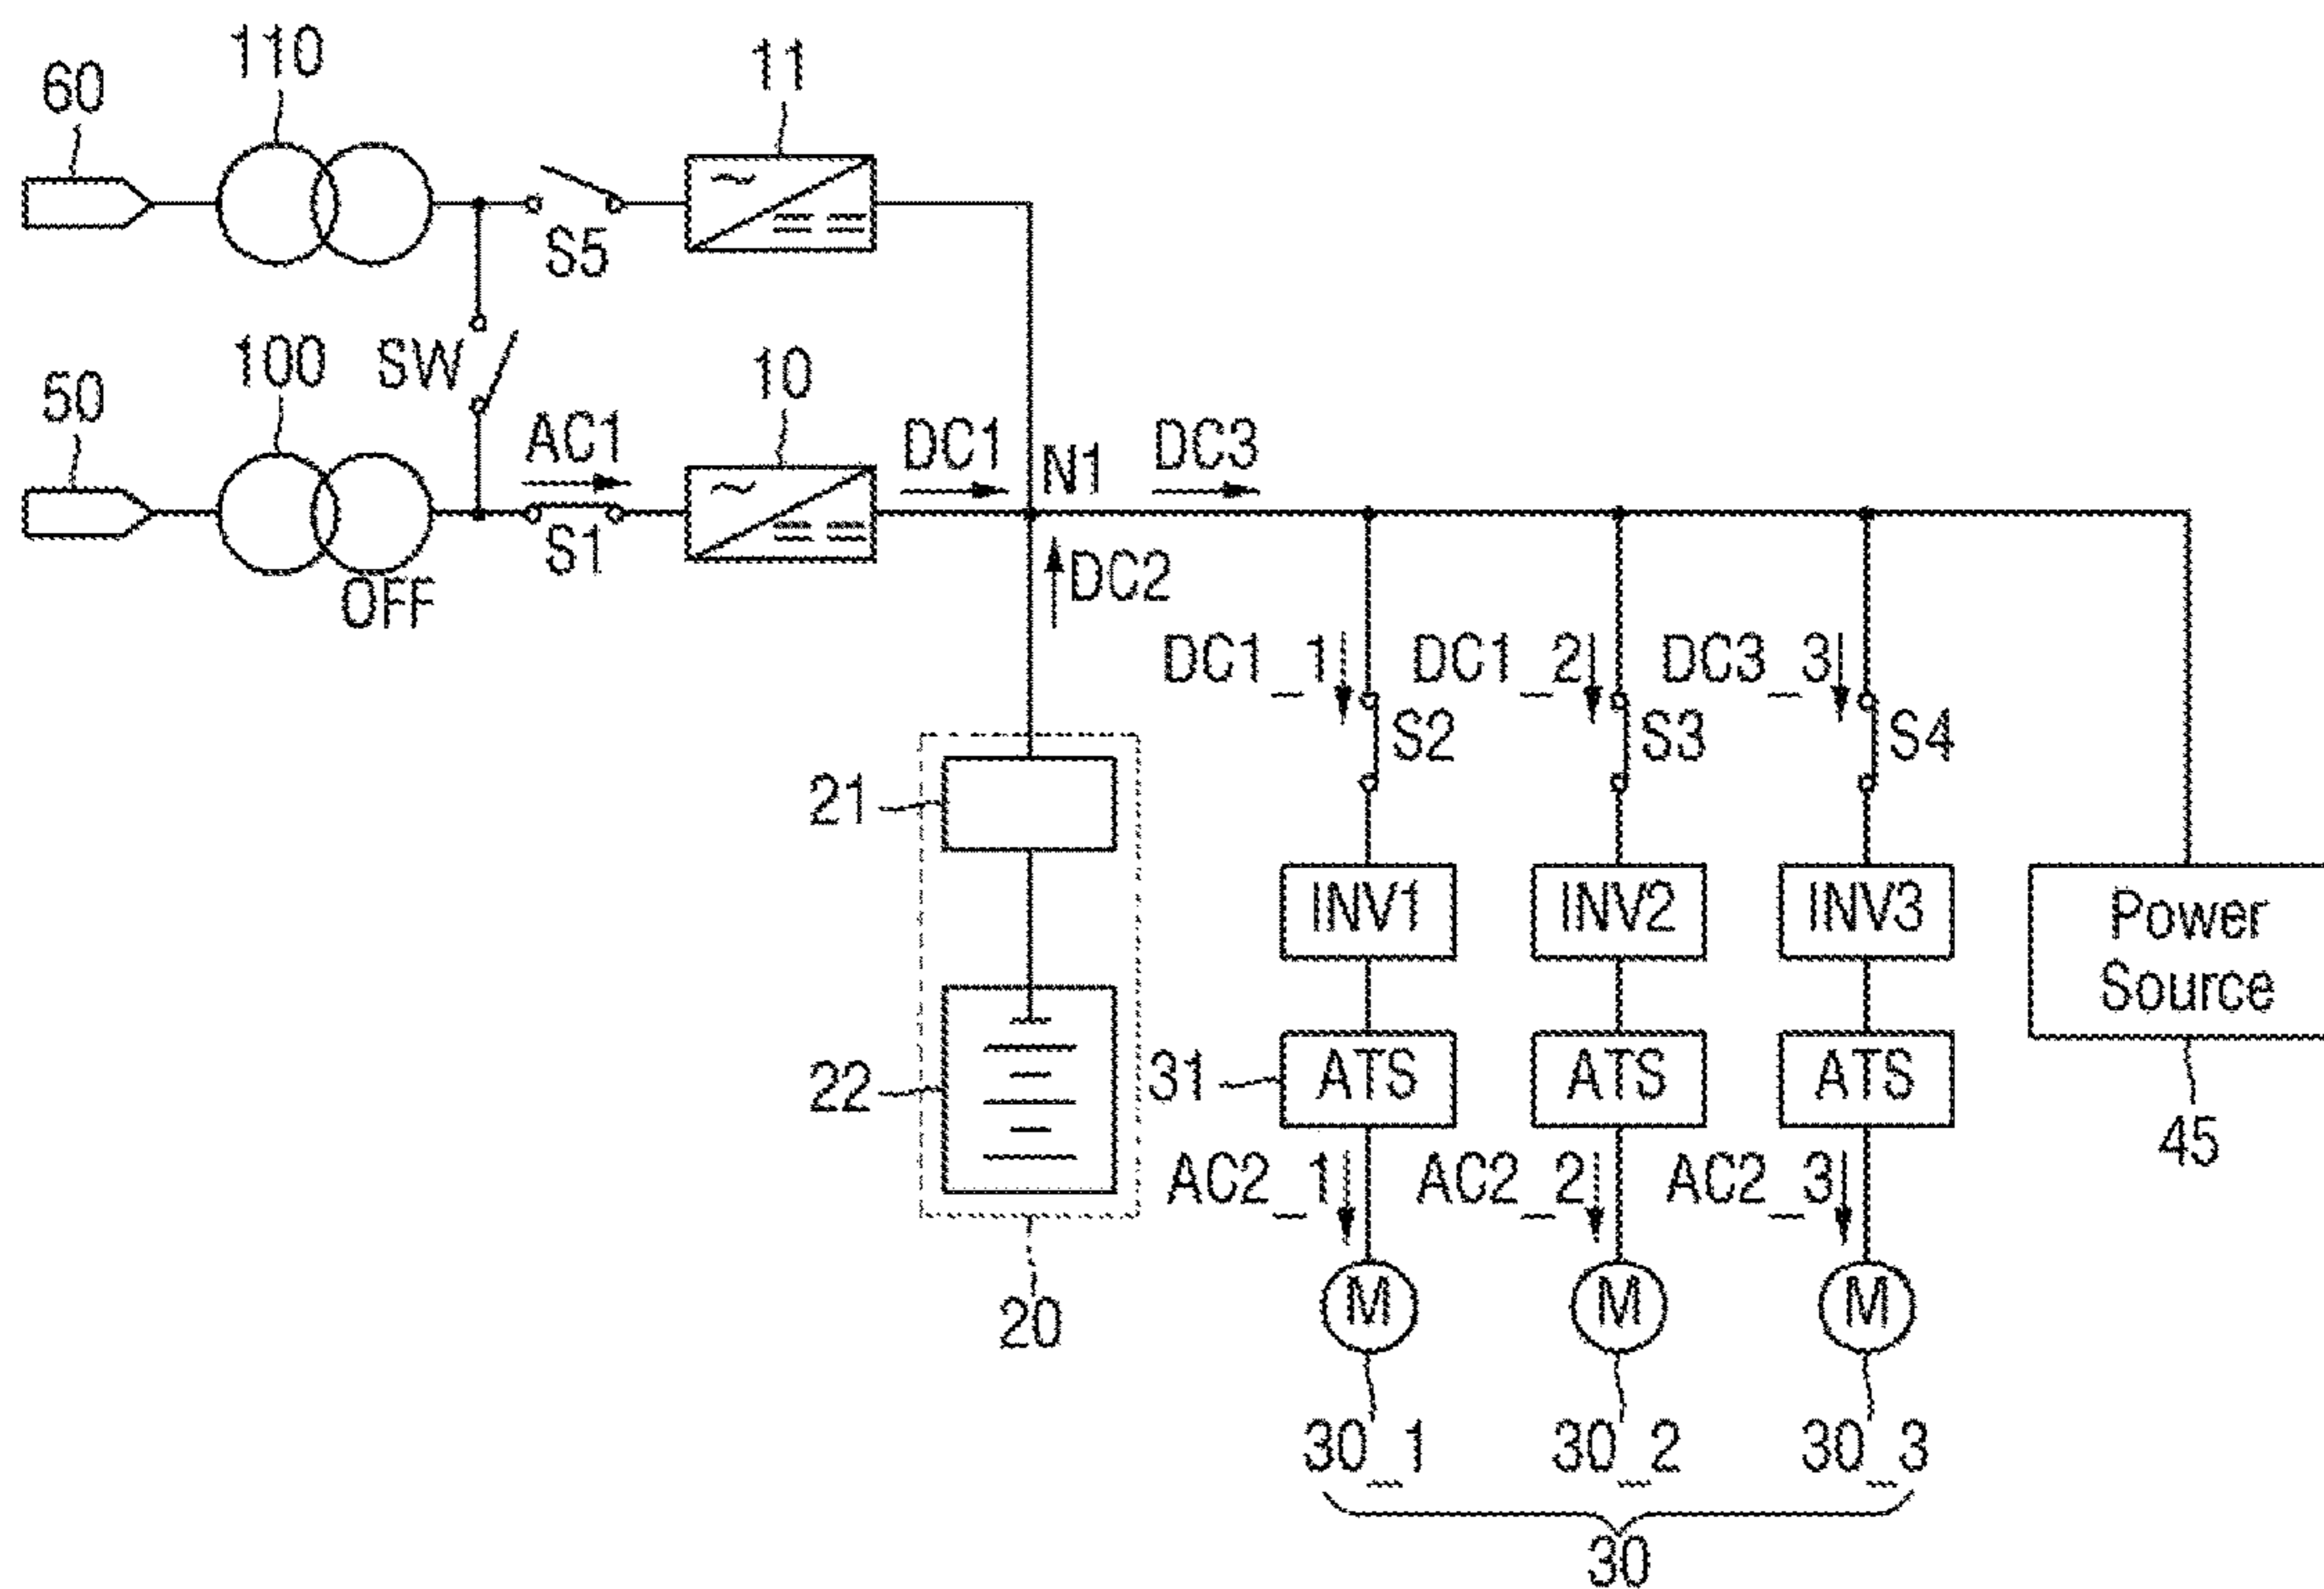 60
110
11
S5
50
100
SW
AC1
10
DC1
N1
DC3
S1
OFF
DC2
DC1_1
DC1_2
DC3_3
S2
S3
S4
21
INV1
INV2
INV3
Power
Source
22
31
ATS
ATS
ATS
45
AC2_1
AC2_2
AC2_3
20
M
M
M
30_1
30_2
30_3
30